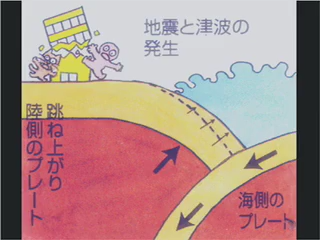 地震と津波の
発生
跳ね上がり
陸側のプレート
海側の
プレート